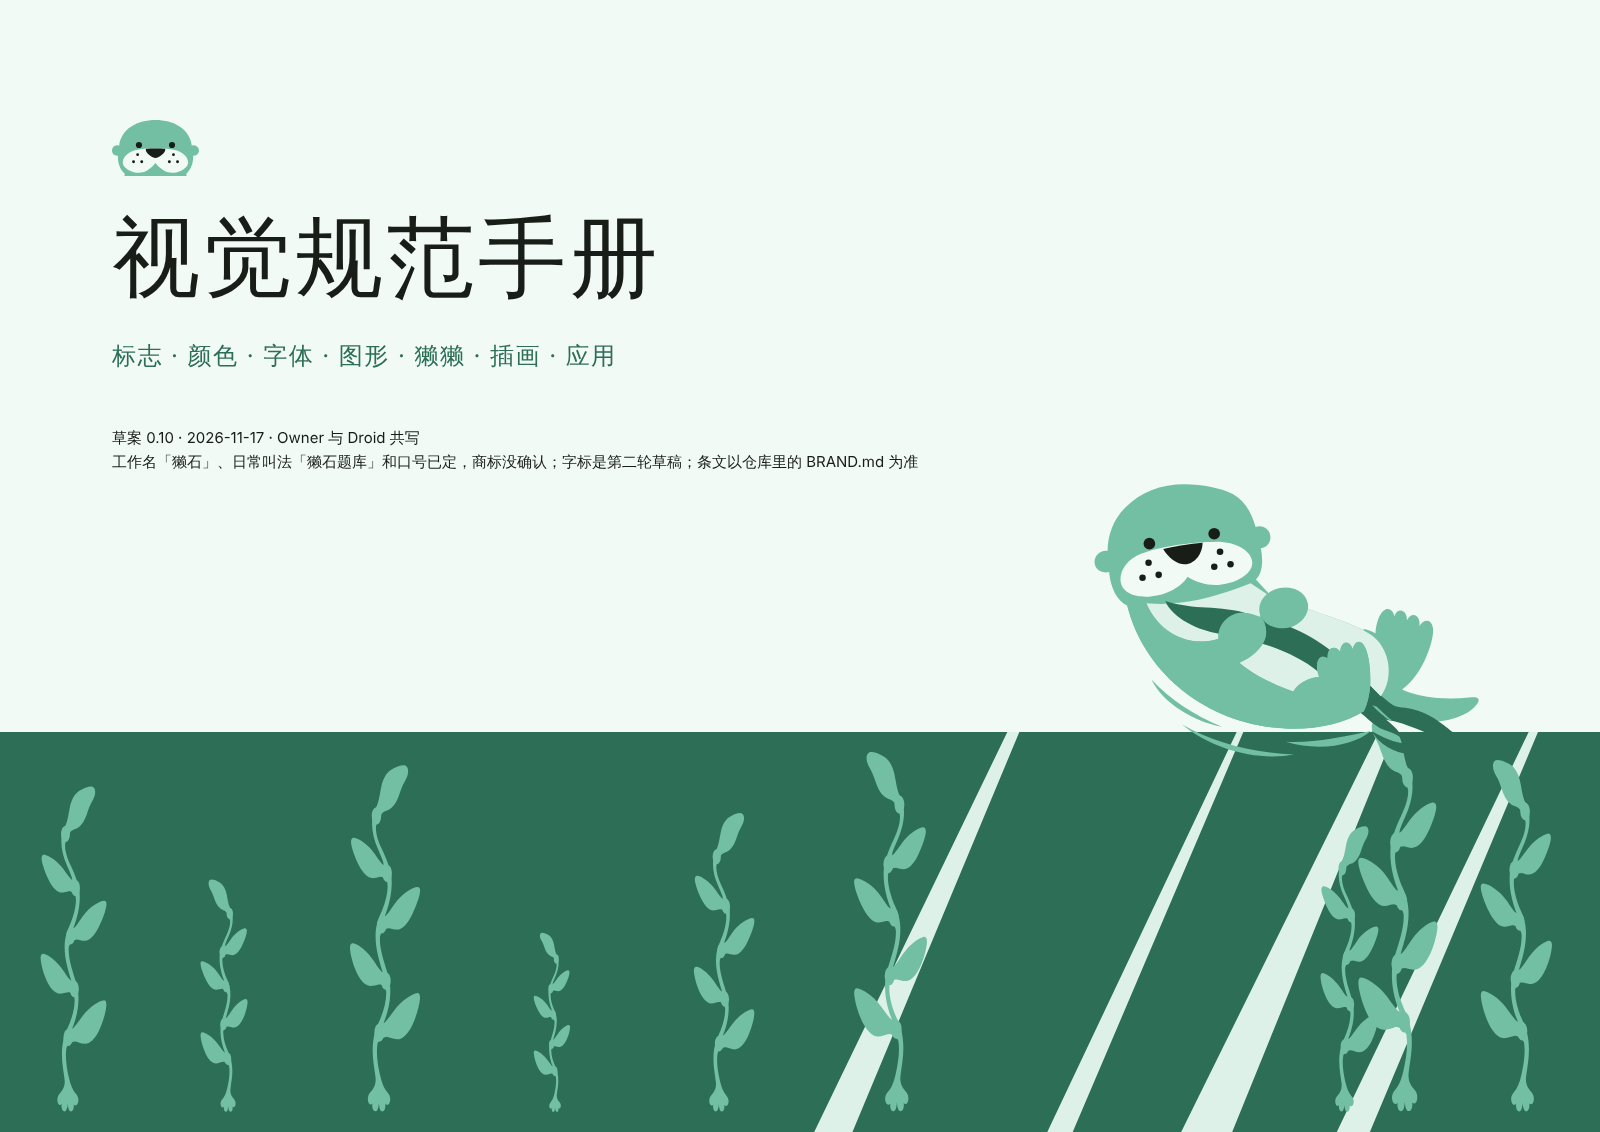 视觉规范手册
标志 · 颜色 · 字体 · 图形 · 獭獭 · 插画 · 应用
草案 0.10 · 2026-11-17 · Owner 与 Droid 共写
工作名「獭石」、日常叫法「獭石题库」和口号已定，商标没确认；字标是第二轮草稿；条文以仓库里的 BRAND.md 为准